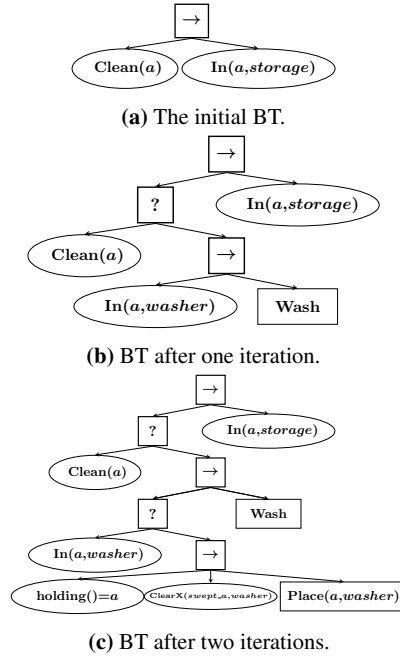 →
Clean(a) In(a,storage)
(a) The initial BT.
→
? In(a,storage)
Clean(a) →
In(a,washer) Wash
(b) BT after one iteration.
→
? In(a,storage)
Clean(a) →
? Wash
In(a,washer) →
holding()=a ClearX(swept_a,washer) Place(a,washer)
(c) BT after two iterations.